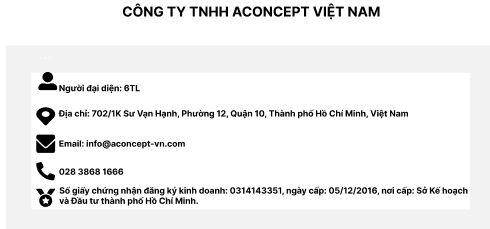 CÔNG TY TNHH ACONCEPT VIỆT NAM
Người đại diện: 6TL
Địa chỉ: 702/1K Sư Vạn Hạnh, Phường 12, Quận 10, Thành phố Hồ Chí Minh, Việt Nam
Email: info@aconcept-vn.com
028 3868 1666
Số giấy chứng nhận đăng ký kinh doanh: 0314143351, ngày cấp: 05/12/2016, nơi cấp: Sở Kế hoạch
và Đầu tư thành phố Hồ Chí Minh.